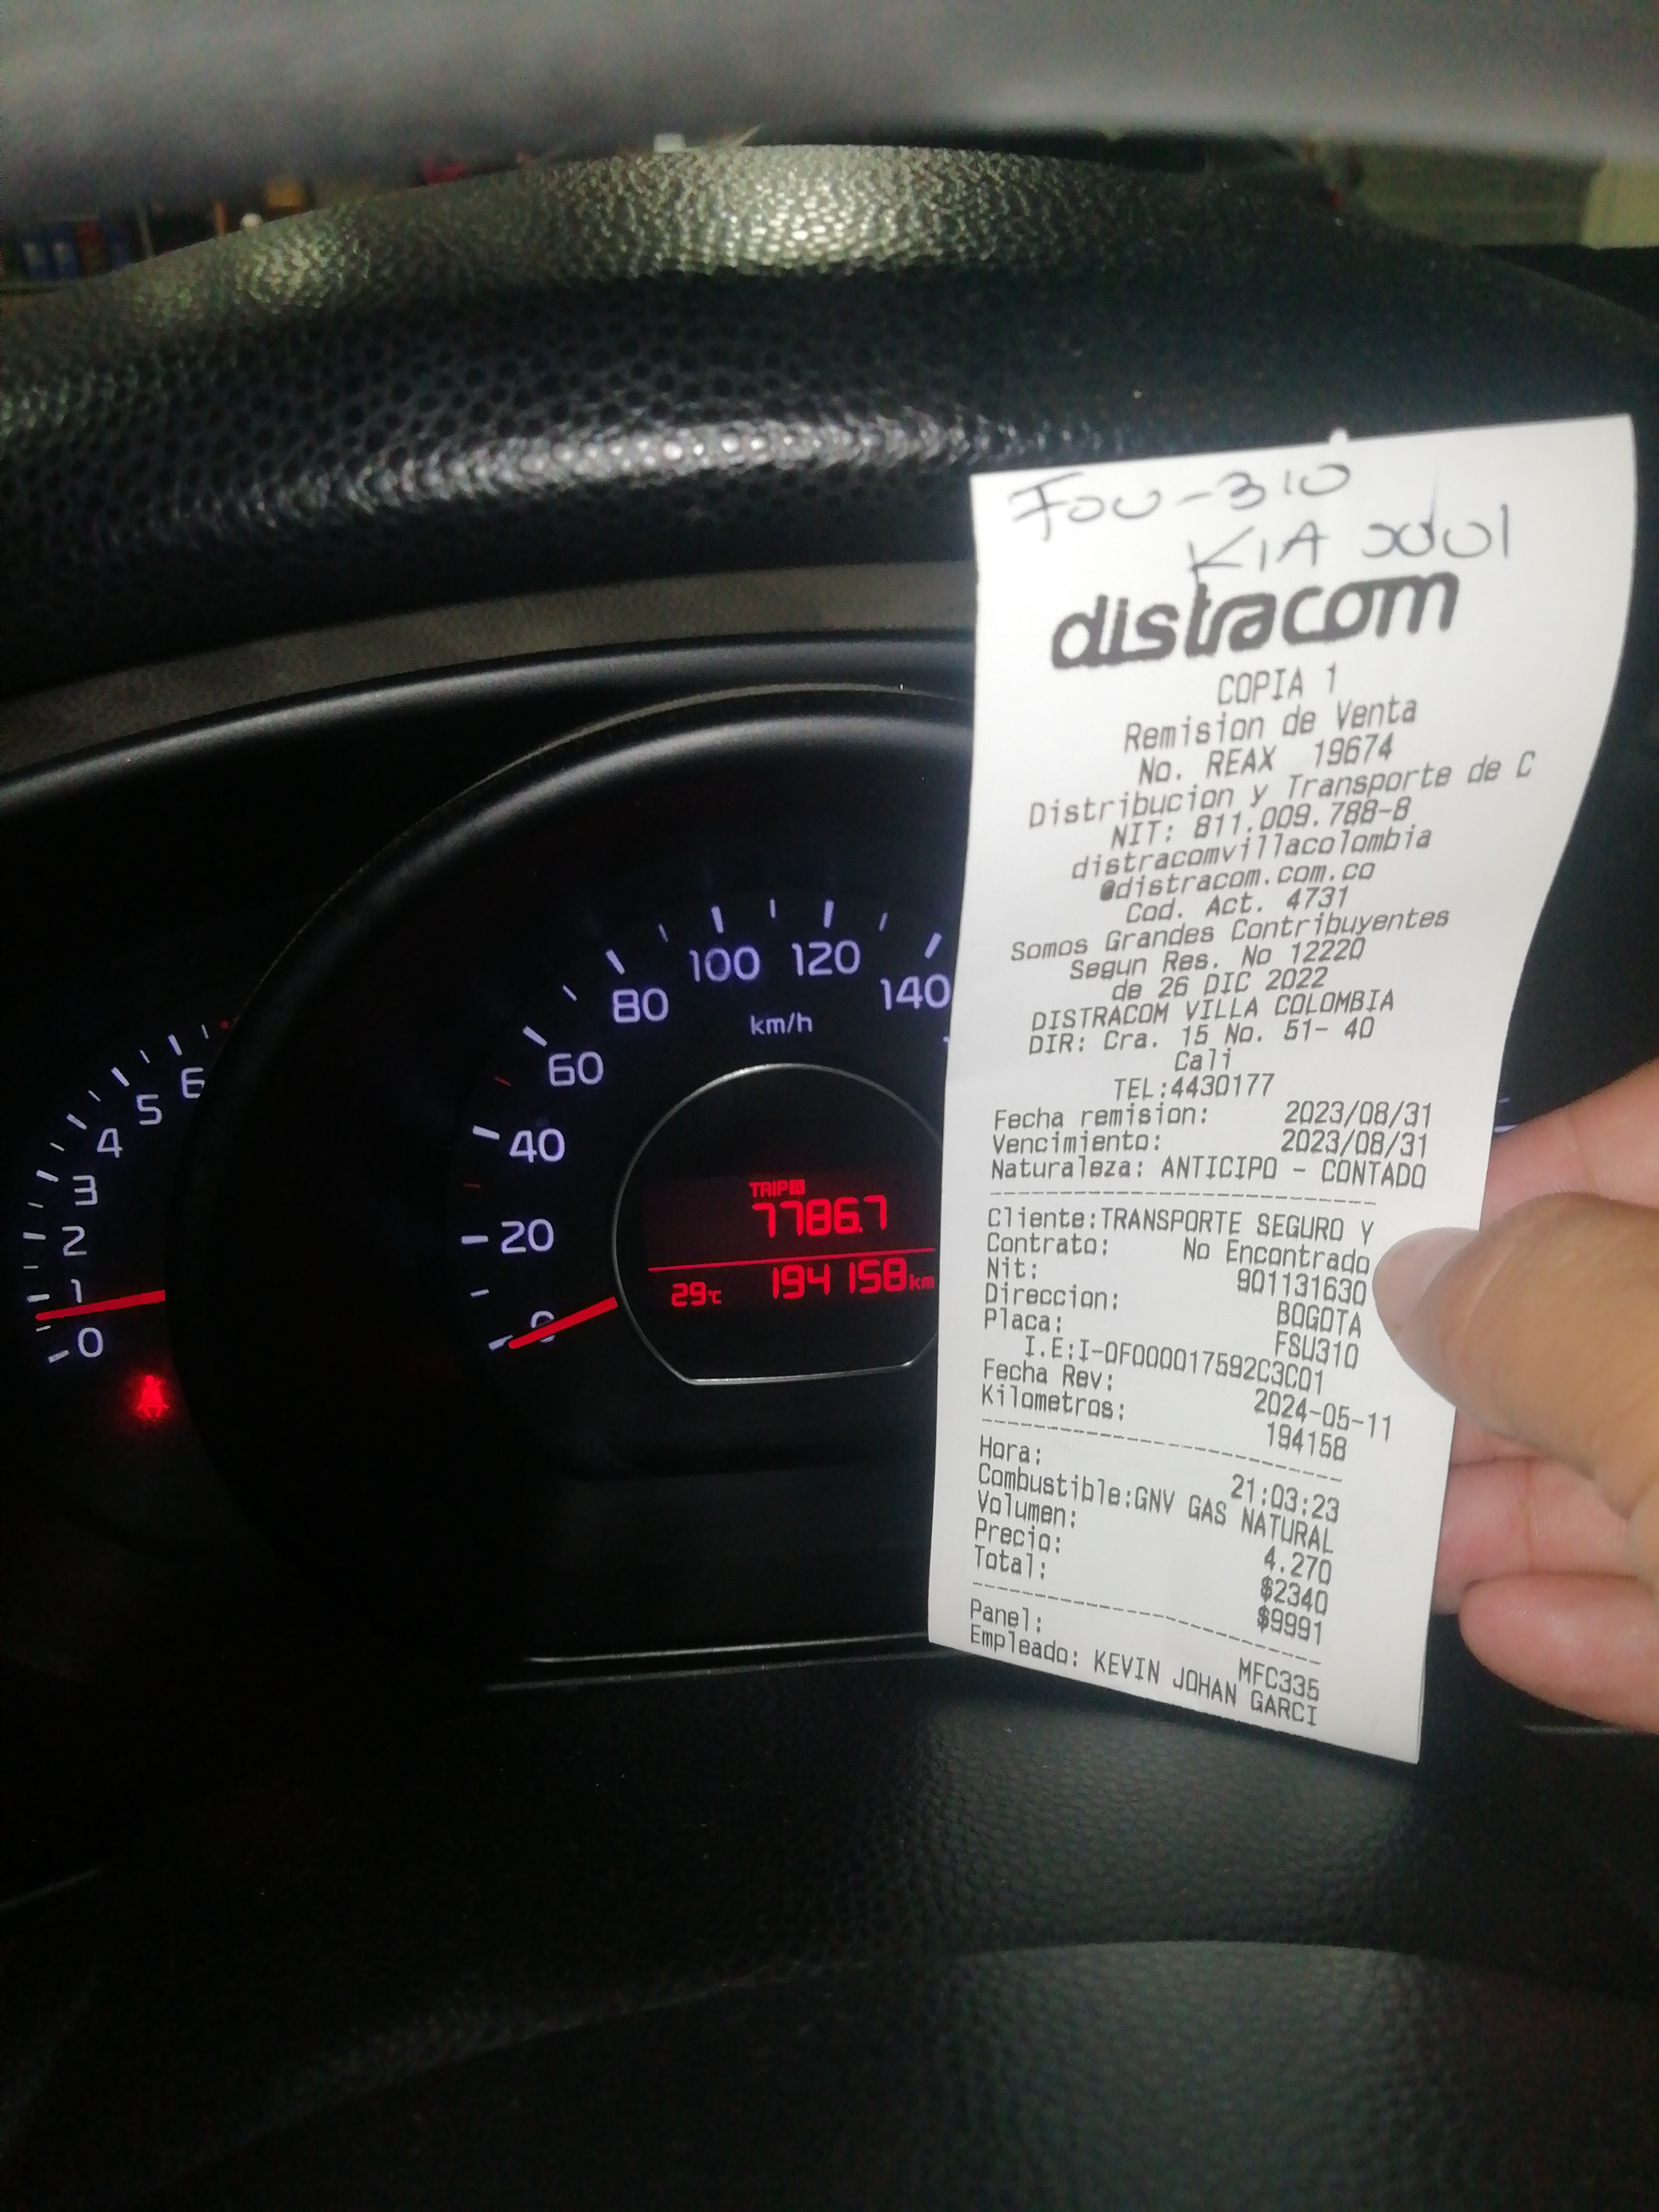 6
5
4
3
2
1
0
100
120
80
140
km/h
60
40
20
0
TRIP A
7786.7
29°C
194158 km
KIA
distracom
COPIA 1
Remision de Venta
No. REAX 19674
Distribucion y Transporte de C
NIT: 811.009.788-8
distracomvillacolombia
@distracom.com.co
Cod. Act. 4731
Somos Grandes Contribuyentes
Segun Res. No 12220
de 26 DIC 2022
DISTRACOM VILLA COLOMBIA
DIR: Cra. 15 No. 51- 40
Cali
TEL:4430177
Fecha remision: 2023/08/31
Vencimiento: 2023/08/31
Naturaleza: ANTICIPO - CONTADO
Cliente:TRANSPORTE SEGURO Y
Contrato: No Encontrado
Nit: 901131630
Direccion: BOGOTA
Placa: FSU310
I.E:I-0F000017592C3C01
Fecha Rev: 2024-05-11
Kilometros: 194158
Hora: 21:03:23
Combustible:GNV GAS NATURAL
Volumen: 4.270
Precio: $2340
Total: $9991
Panel: MFC335
Empleado: KEVIN JOHAN GARCI